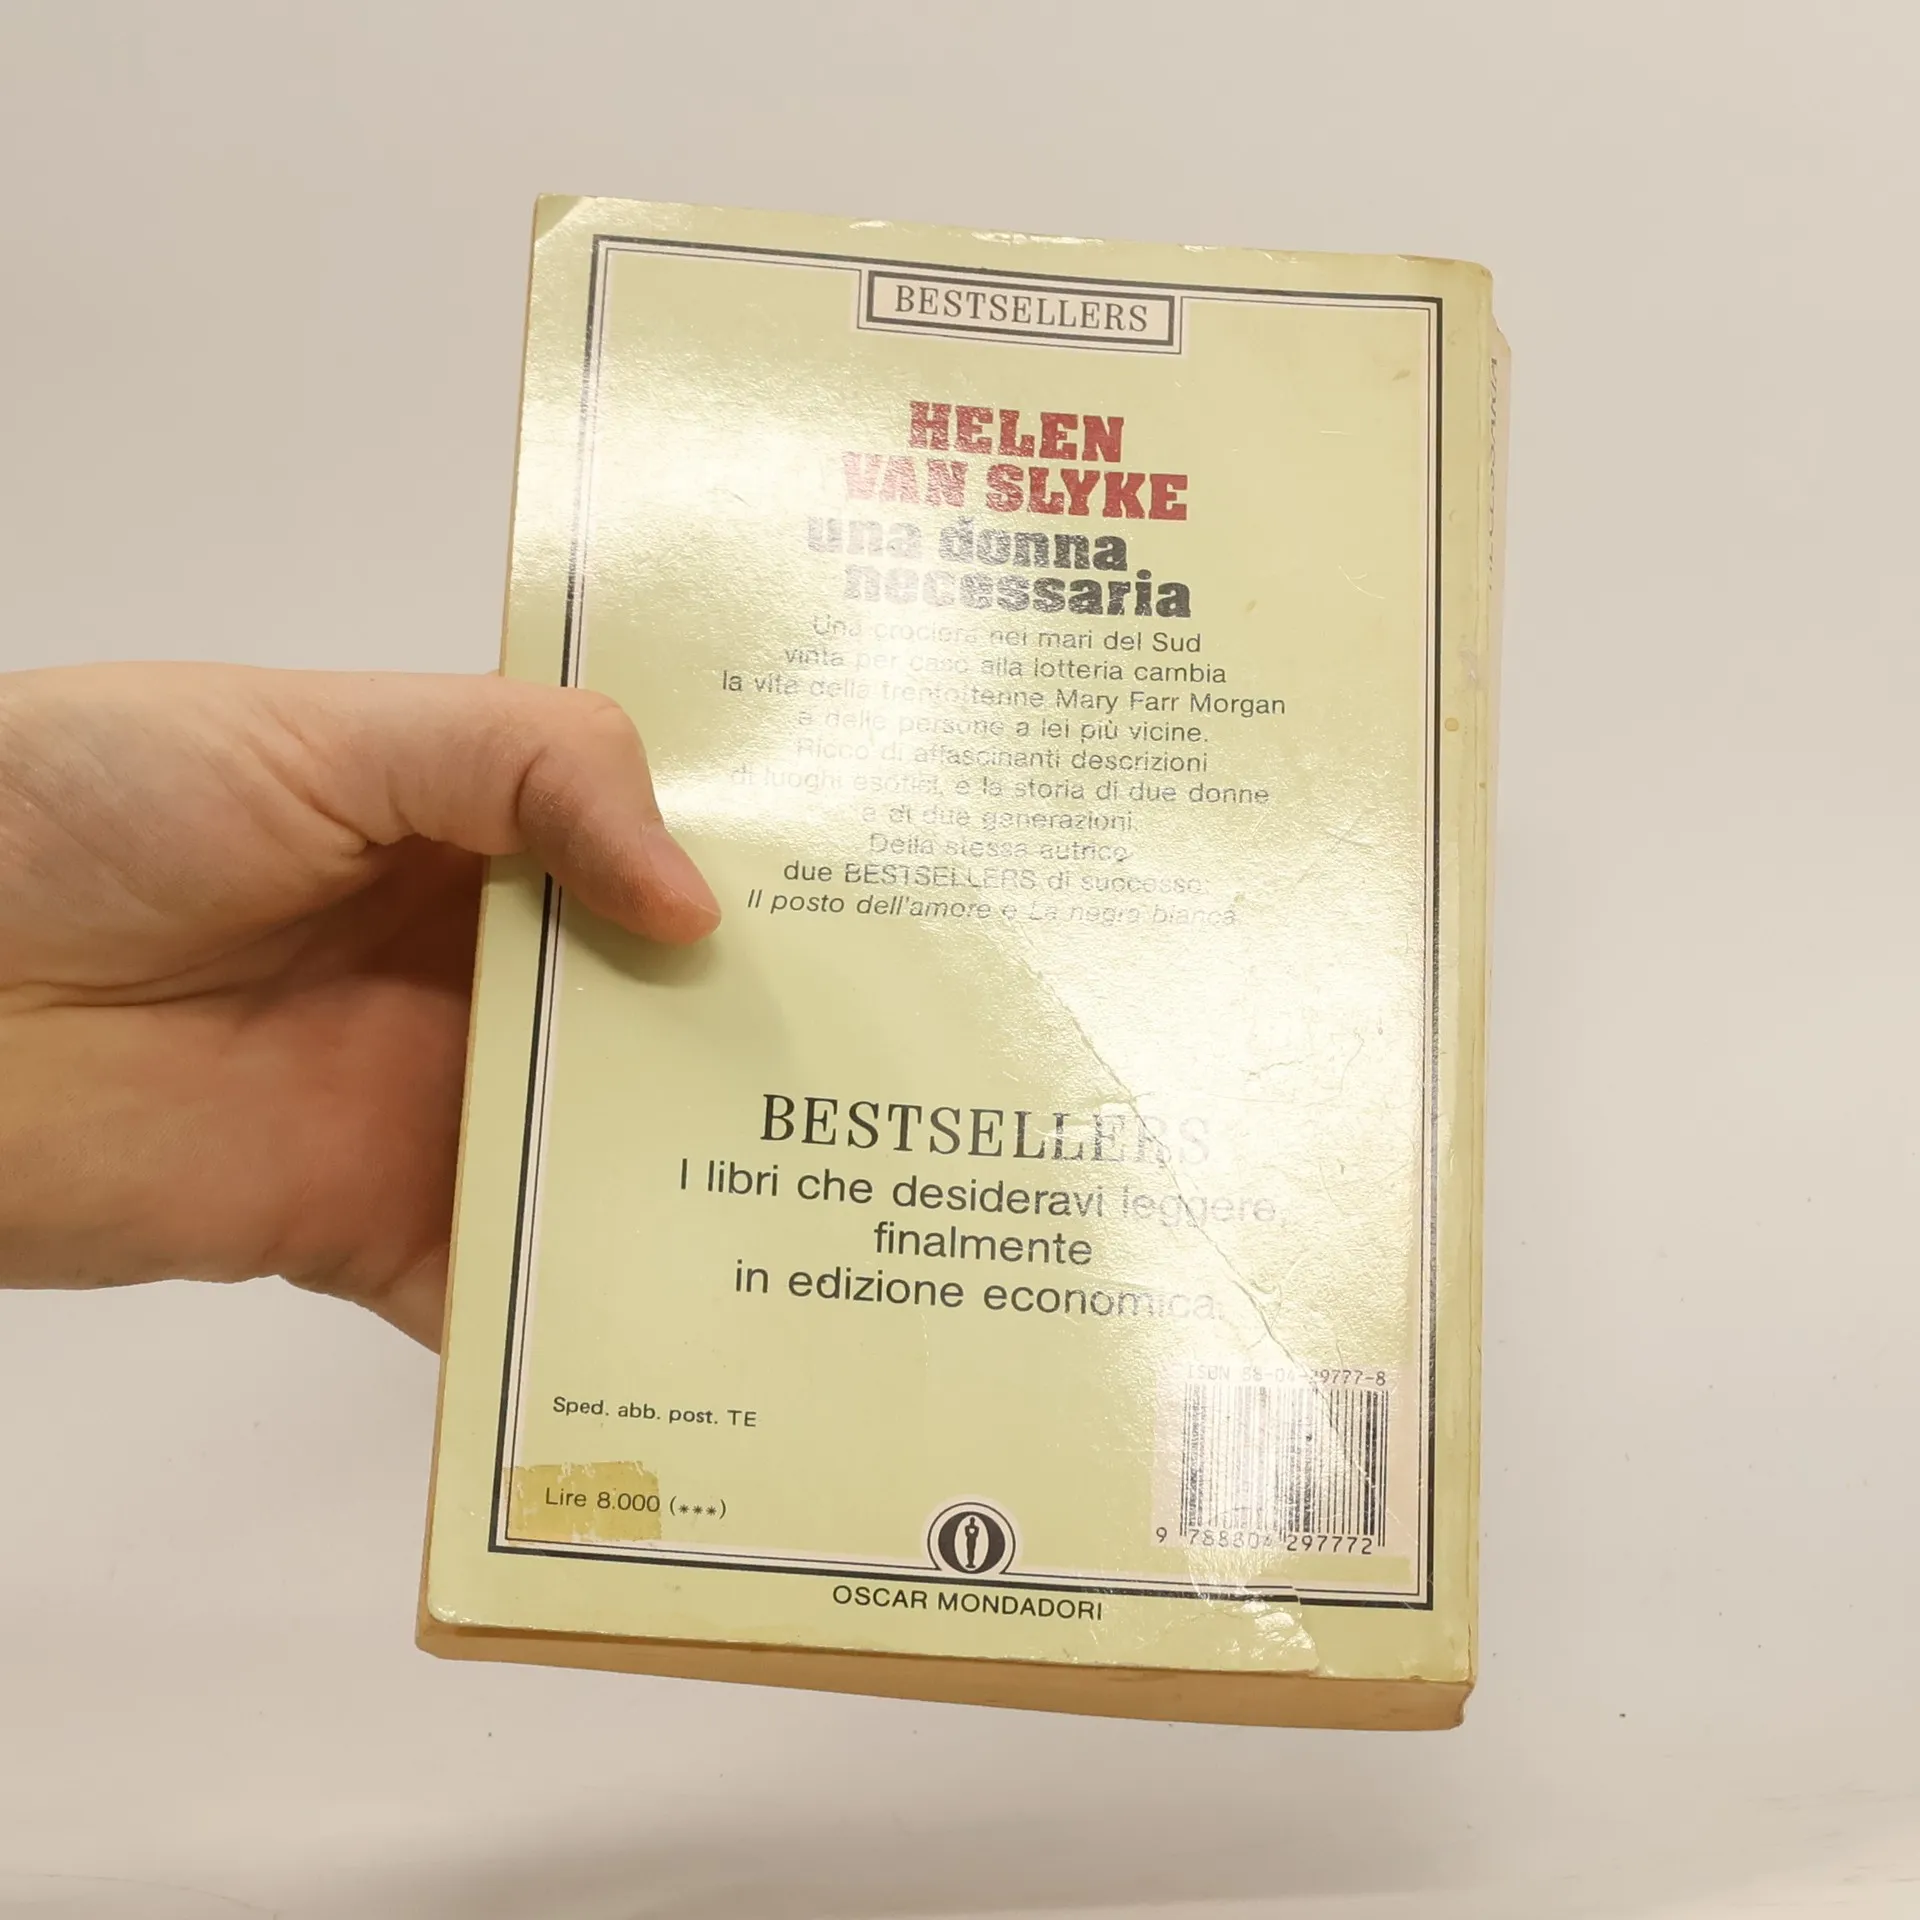 BESTSELLERS
HELEN
VAN SLYKE
una donna
necessaria
Una crociera nei mari del Sud
vinta per caso alla lotteria cambia
la vita della trentottenne Mary Farr Morgan
e delle persone a lei più vicine.
Ricco di affascinanti descrizioni
di luoghi esotici, è la storia di due donne
e di due generazioni.
Della stessa autrice
due BESTSELLERS di successo:
Il posto dell'amore e La negra bianca.
BESTSELLERS
I libri che desideravi leggere,
finalmente
in edizione economica.
ISBN 88-04-29777-8
Sped. abb. post. TE
Lire 8.000 (***)
9 788804 297772
OSCAR MONDADORI